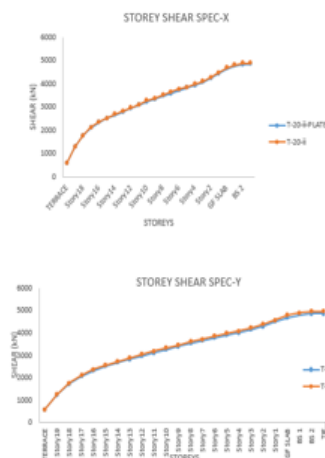 STOREY SHEAR SPEC-X
6000
5000
4000
3000
2000
1000
0
SHEAR (kN)
TERRACE
Story18
Story16
Story14
Story12
Story10
Story8
Story6
Story4
Story2
GF SLAB
BS 2
STOREYS
STOREY SHEAR SPEC-Y
6000
5000
4000
3000
2000
1000
0
SHEAR (kN)
TERRACE
Story18
Story17
Story16
Story15
Story14
Story13
Story12
Story11
Story10
Story9
Story8
Story7
Story6
Story5
Story4
Story3
Story2
Story1
GF SLAB
BS 1
BS 2
STOREYS